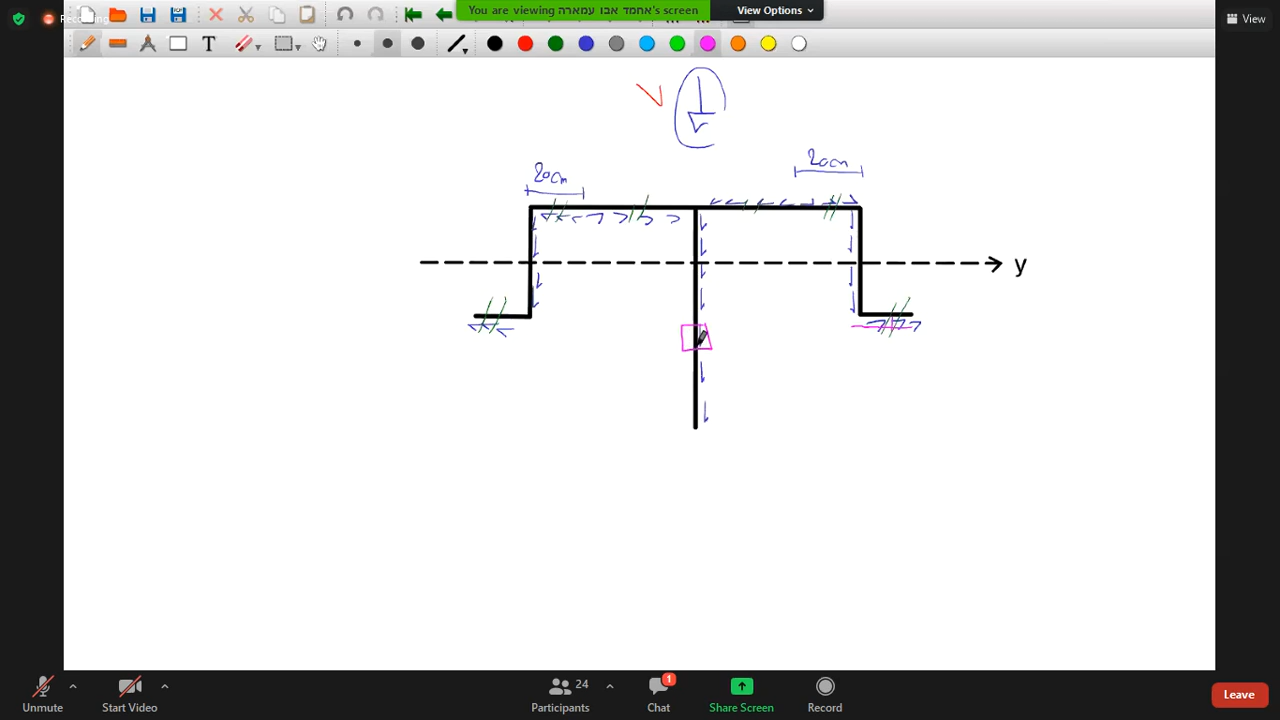 You are viewing אחמד אבו עמארה's screen
View Options
View
Recording
T
V
20cm
20cm
y
Unmute
Start Video
24
Participants
1
Chat
Share Screen
Record
Leave